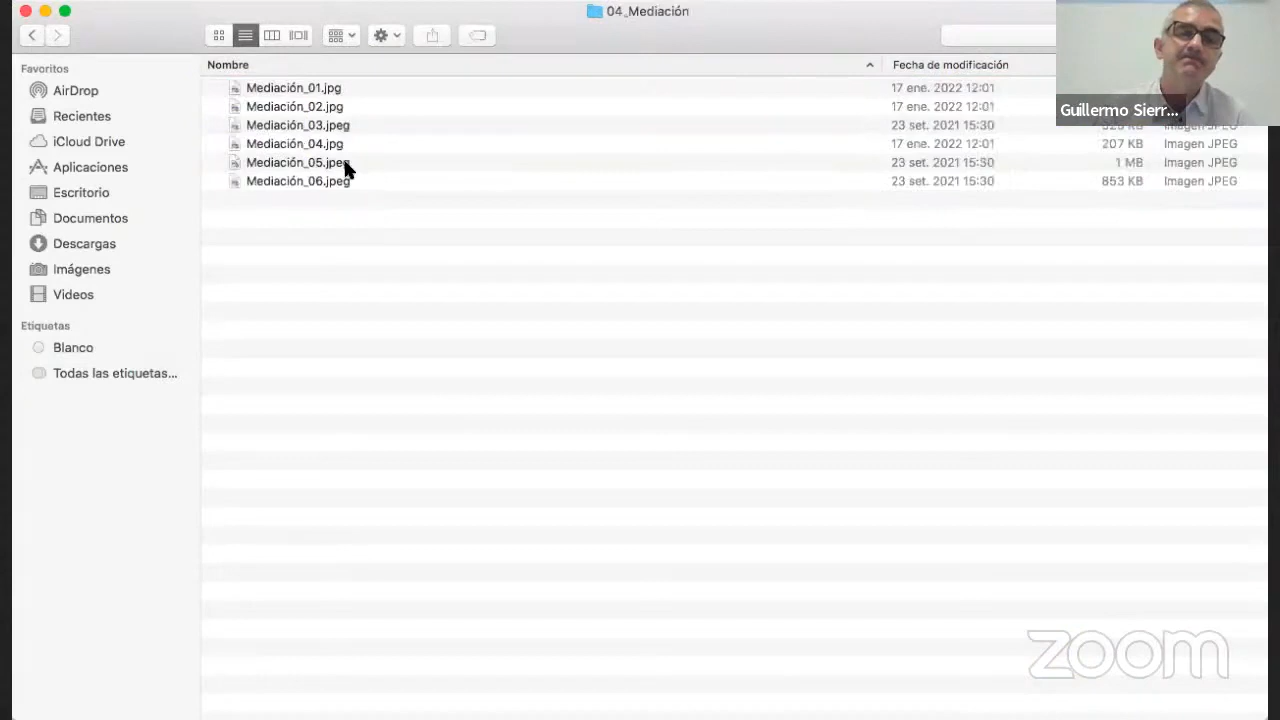 04_Mediación
Favoritos
AirDrop
Recientes
iCloud Drive
Aplicaciones
Escritorio
Documentos
Descargas
Imágenes
Videos
Etiquetas
Blanco
Todas las etiquetas...
Nombre Fecha de modificación
Mediación_01.jpg 17 ene. 2022 12:01
Mediación_02.jpg 17 ene. 2022 12:01
Mediación_03.jpeg 23 set. 2021 15:30 Imagen JPEG
Mediación_04.jpg 17 ene. 2022 12:01 207 KB Imagen JPEG
Mediación_05.jpeg 23 set. 2021 15:30 1 MB Imagen JPEG
Mediación_06.jpeg 23 set. 2021 15:30 853 KB Imagen JPEG
Guillermo Sierr...
zoom